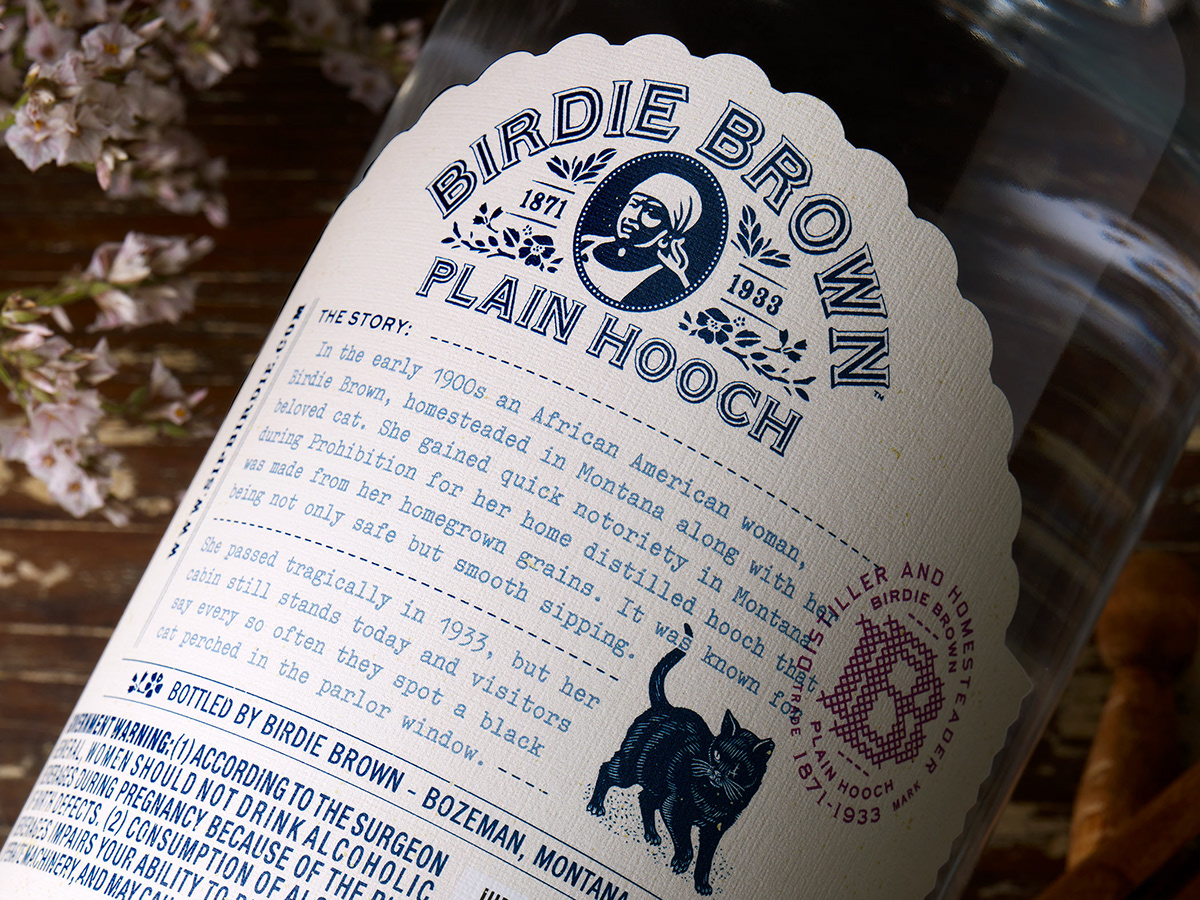 BIRDIE BROWN™
1871
1933
PLAIN HOOCH
THE STORY:
In the early 1900s an African American woman,
Birdie Brown, homesteaded in Montana along with her
beloved cat. She gained quick notoriety in Montana
during Prohibition for her home distilled hooch that
was made from her homegrown grains. It was known for
being not only safe but smooth sipping.
She passed tragically in 1933, but her
cabin still stands today and visitors
say every so often they spot a black
cat perched in the parlor window.
WWW.SIPBIRDIE.COM
DISTILLER AND HOMESTEADER
BIRDIE BROWN
PLAIN HOOCH
TRADE 1871-1933 MARK
BOTTLED BY BIRDIE BROWN - BOZEMAN, MONTANA
WARNING: (1) ACCORDING TO THE SURGEON
WOMEN SHOULD NOT DRINK ALCOHOLIC
DURING PREGNANCY BECAUSE OF THE
DEFECTS. (2) CONSUMPTION OF
IMPAIRS YOUR ABILITY TO
MACHINERY, AND MAY